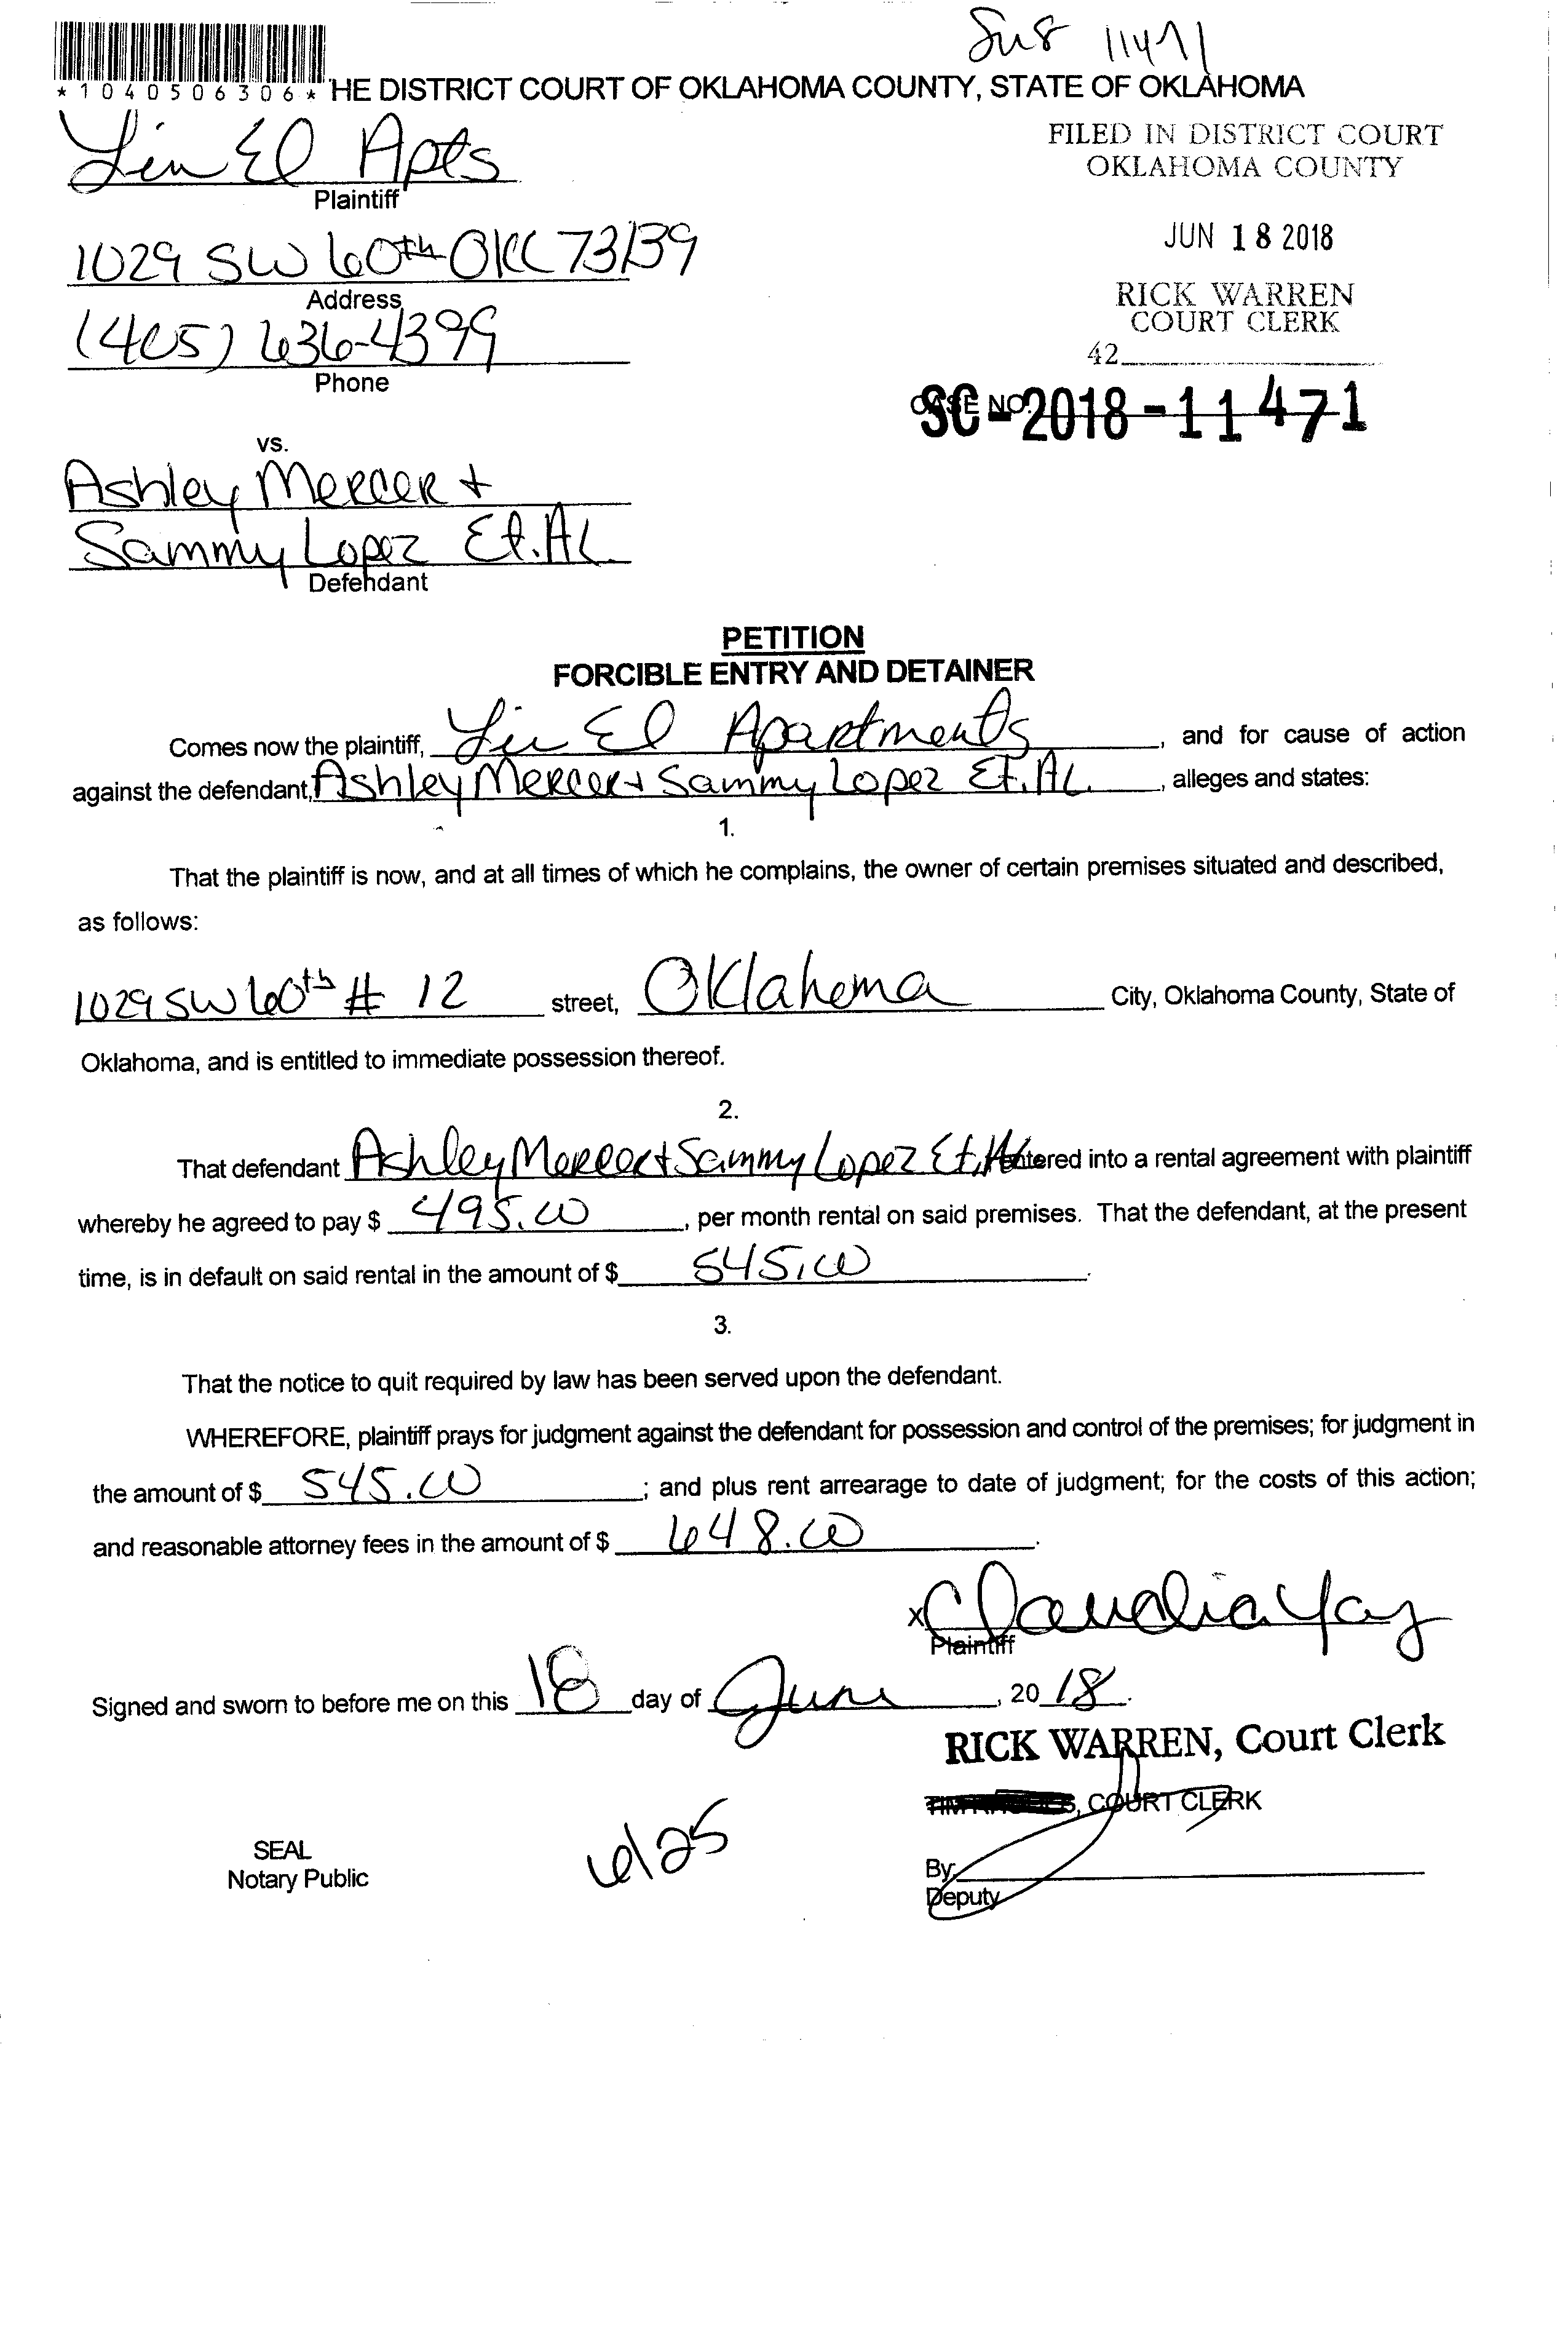 11471
*1040506306* HE DISTRICT COURT OF OKLAHOMA COUNTY, STATE OF OKLAHOMA
Lin El Apts
Plaintiff
FILED IN DISTRICT COURT
OKLAHOMA COUNTY
1029 SW 60th OKC 73139
Address
JUN 18 2018
(405) 636-4399
Phone
RICK WARREN
COURT CLERK
42
CASE NO.
SC-2018-11471
vs.
Ashley Mercer +
Sammy Lopez Et. AL.
Defendant
PETITION
FORCIBLE ENTRY AND DETAINER
Comes now the plaintiff, Lin El Apartments, and for cause of action
against the defendant, Ashley Mercer + Sammy Lopez Et. AL., alleges and states:
1.
That the plaintiff is now, and at all times of which he complains, the owner of certain premises situated and described,
as follows:
1029 SW 60th # 12 street, Oklahoma City, Oklahoma County, State of
Oklahoma, and is entitled to immediate possession thereof.
2.
That defendant Ashley Mercer + Sammy Lopez Et. AL entered into a rental agreement with plaintiff
whereby he agreed to pay $ 495.00, per month rental on said premises. That the defendant, at the present
time, is in default on said rental in the amount of $ 545.00.
3.
That the notice to quit required by law has been served upon the defendant.
WHEREFORE, plaintiff prays for judgment against the defendant for possession and control of the premises; for judgment in
the amount of $ 545.00; and plus rent arrearage to date of judgment; for the costs of this action;
and reasonable attorney fees in the amount of $ 648.00.
x Claudia Yay
Plaintiff
Signed and sworn to before me on this 18 day of June, 2018.
RICK WARREN, Court Clerk
, COURT CLERK
SEAL
Notary Public
6/25
By
Deputy